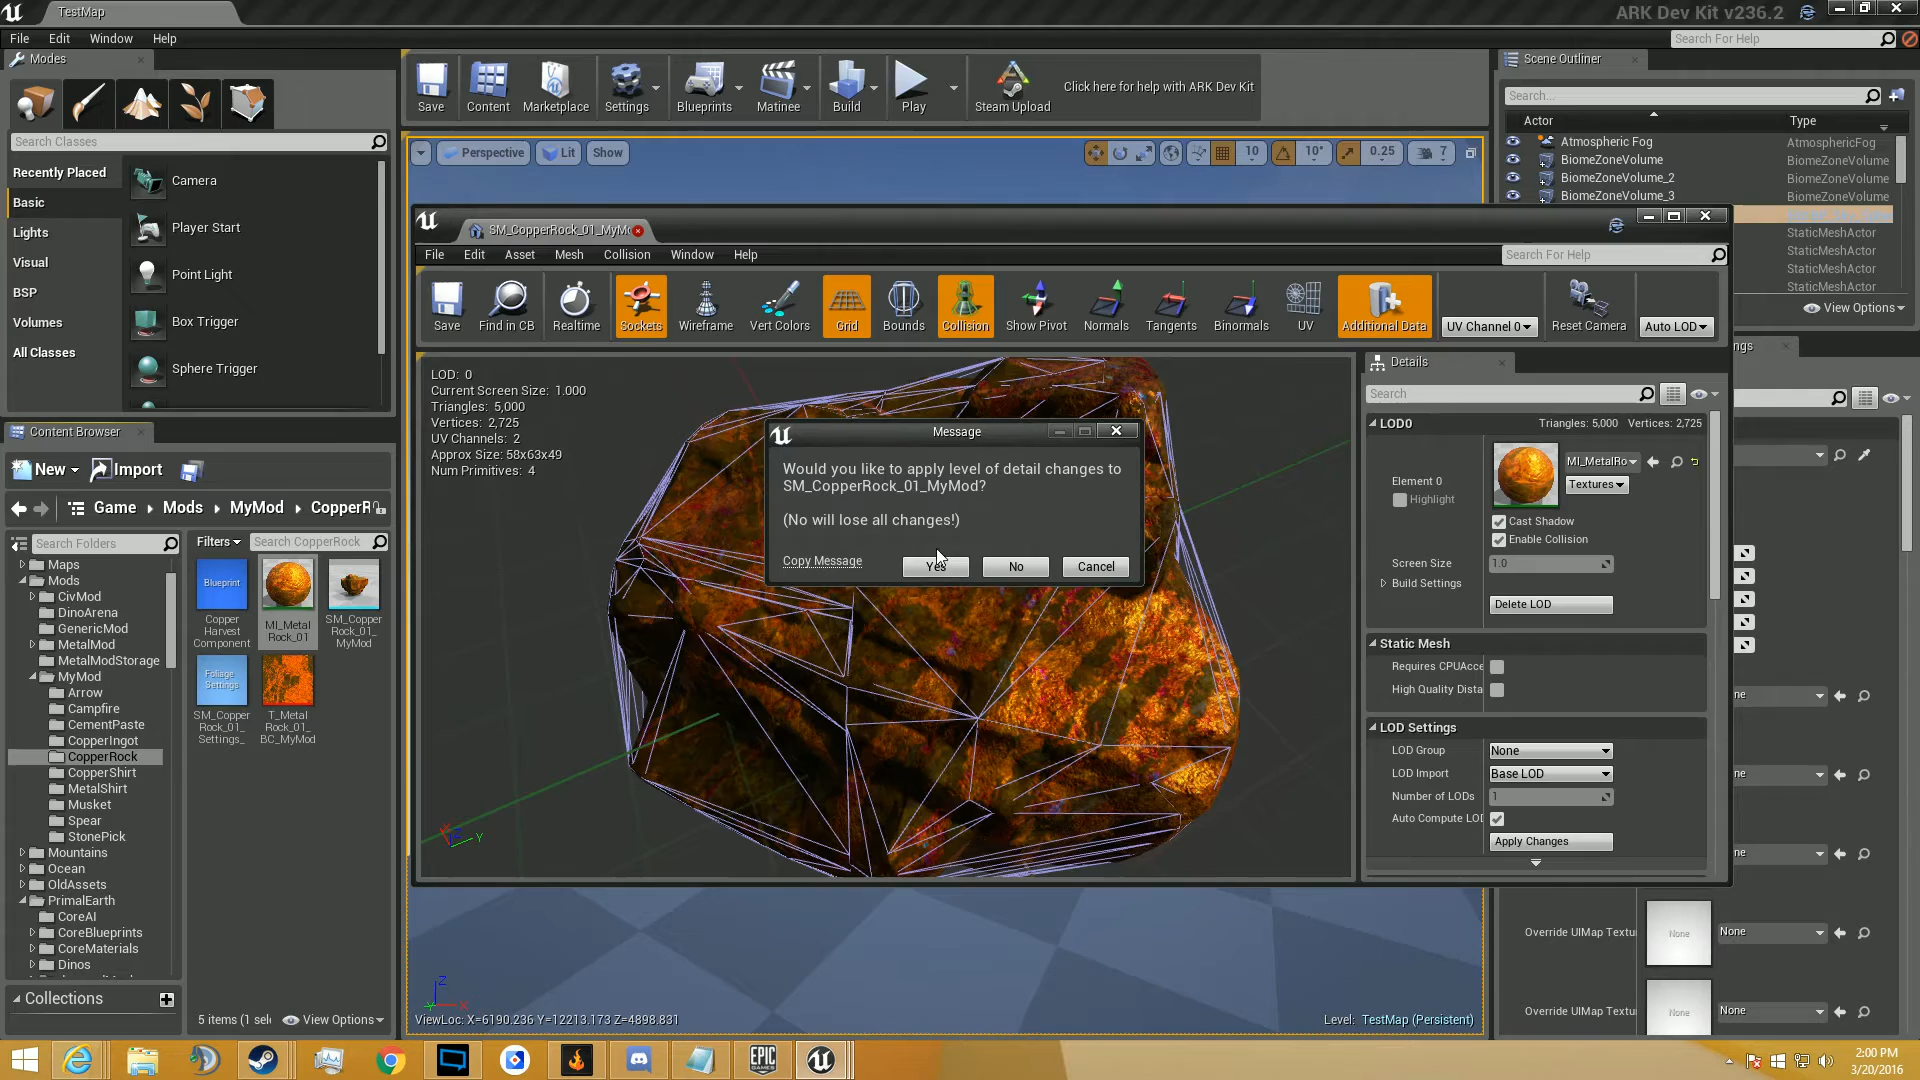 TestMap
ARK Dev Kit v236.2
File Edit Window Help
Search For Help
Modes
Search Classes
Recently Placed
Basic
Lights
Visual
BSP
Volumes
All Classes
Camera
Player Start
Point Light
Box Trigger
Sphere Trigger
Save Content Marketplace Settings Blueprints Matinee Build Play Steam Upload
Click here for help with ARK Dev Kit
Perspective Lit Show
10 10° 0.25 7
Scene Outliner
Search...
Actor Type
Atmospheric Fog AtmosphericFog
BiomeZoneVolume BiomeZoneVolume
BiomeZoneVolume_2 BiomeZoneVolume
BiomeZoneVolume_3 BiomeZoneVolume
StaticMeshActor
StaticMeshActor
StaticMeshActor
StaticMeshActor
View Options
ngs
SM_CopperRock_01_MyM
File Edit Asset Mesh Collision Window Help
Search For Help
Save Find in CB Realtime Sockets Wireframe Vert Colors Grid Bounds Collision Show Pivot Normals Tangents Binormals UV Additional Data UV Channel 0 Reset Camera Auto LOD
LOD: 0
Current Screen Size: 1.000
Triangles: 5,000
Vertices: 2,725
UV Channels: 2
Approx Size: 58x63x49
Num Primitives: 4
Message
Would you like to apply level of detail changes to
SM_CopperRock_01_MyMod?
(No will lose all changes!)
Copy Message
Yes No Cancel
Details
Search
LOD0 Triangles: 5,000 Vertices: 2,725
Element 0
Highlight
MI_MetalRo
Textures
Cast Shadow
Enable Collision
Screen Size 1.0
Build Settings
Delete LOD
Static Mesh
Requires CPUAcce
High Quality Dista
LOD Settings
LOD Group None
LOD Import Base LOD
Number of LODs 1
Auto Compute LOD
Apply Changes
Content Browser
New Import
Game Mods MyMod CopperR
Search Folders
Maps
Mods
CivMod
DinoArena
GenericMod
MetalMod
MetalModStorage
MyMod
Arrow
Campfire
CementPaste
CopperIngot
CopperRock
CopperShirt
MetalShirt
Musket
Spear
StonePick
Mountains
Ocean
OldAssets
PrimalEarth
CoreAI
CoreBlueprints
CoreMaterials
Dinos
Collections
Filters
Search CopperRock
Blueprint
Copper
Harvest
Component
MI_Metal
Rock_01
SM_Copper
Rock_01_
MyMod
Foliage
Settings
SM_Copper
Rock_01_
Settings_
T_Metal
Rock_01_
BC_MyMod
5 items (1 sele View Options
ne
ne
ne
Override UIMap Textu None None
Override UIMap Textu None
X Y Z
ViewLoc: X=6190.236 Y=12213.173 Z=4898.831
Level: TestMap (Persistent)
EPIC
GAMES
2:00 PM
3/20/2016